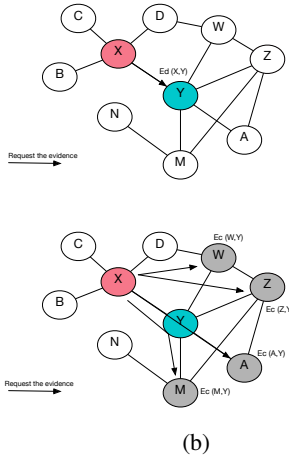 C
D
W
X
Z
B
Ed (X,Y)
Y
N
A
M
Request the evidence
Ec (W,Y)
C
D
W
X
Z
B
Ec (Z,Y
Y
N
Ec (A,Y)
A
M
Ec (M,Y)
Request the evidence
(b)